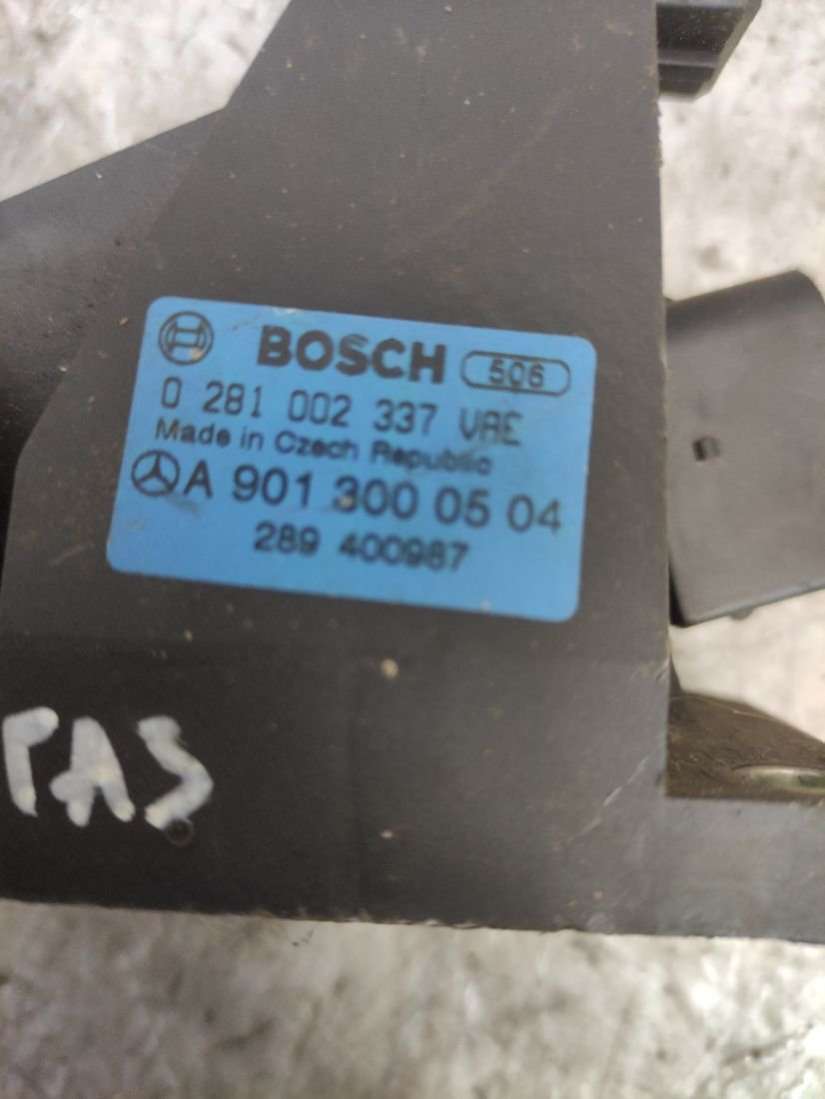 BOSCH 506
0 281 002 337 VAE
Made in Czech Republic
A 901 300 05 04
289 400987
PAS